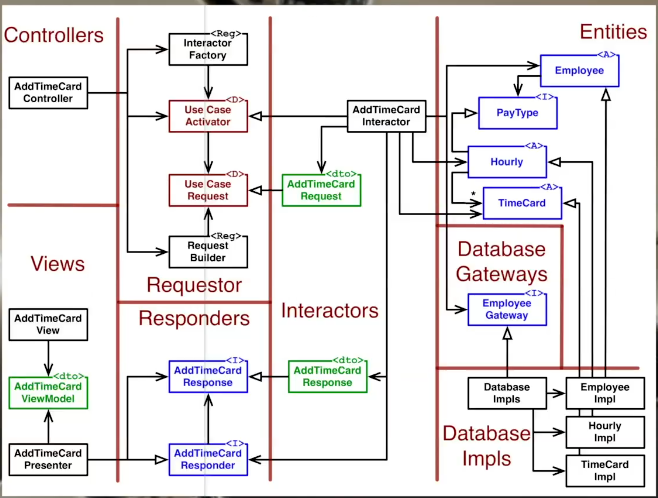 Controllers
<Reg>
Interactor
Factory
AddTimeCard
Controller
<D>
Use Case
Activator
<D>
Use Case
Request
<Reg>
Request
Builder
Requestor
Views
AddTimeCard
View
<dto>
AddTimeCard
ViewModel
AddTimeCard
Presenter
Responders
<I>
AddTimeCard
Response
<I>
AddTimeCard
Responder
AddTimeCard
Interactor
<dto>
AddTimeCard
Request
Interactors
<dto>
AddTimeCard
Response
Entities
<A>
Employee
<I>
PayType
<A>
Hourly
<A>
*
TimeCard
Database
Gateways
<I>
Employee
Gateway
Database
Impls
Employee
Impl
Hourly
Impl
TimeCard
Impl
Database
Impls